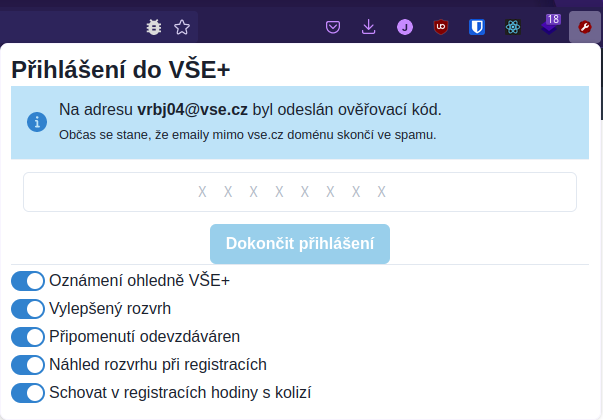 18
J
UO
Přihlášení do VŠE+
Na adresu vrbj04@vse.cz byl odeslán ověřovací kód.
Občas se stane, že emaily mimo vse.cz doménu skončí ve spamu.
X X X X X X X X
Dokončit přihlášení
Oznámení ohledně VŠE+
Vylepšený rozvrh
Připomenutí odevzdáváren
Náhled rozvrhu při registracích
Schovat v registracích hodiny s kolizí